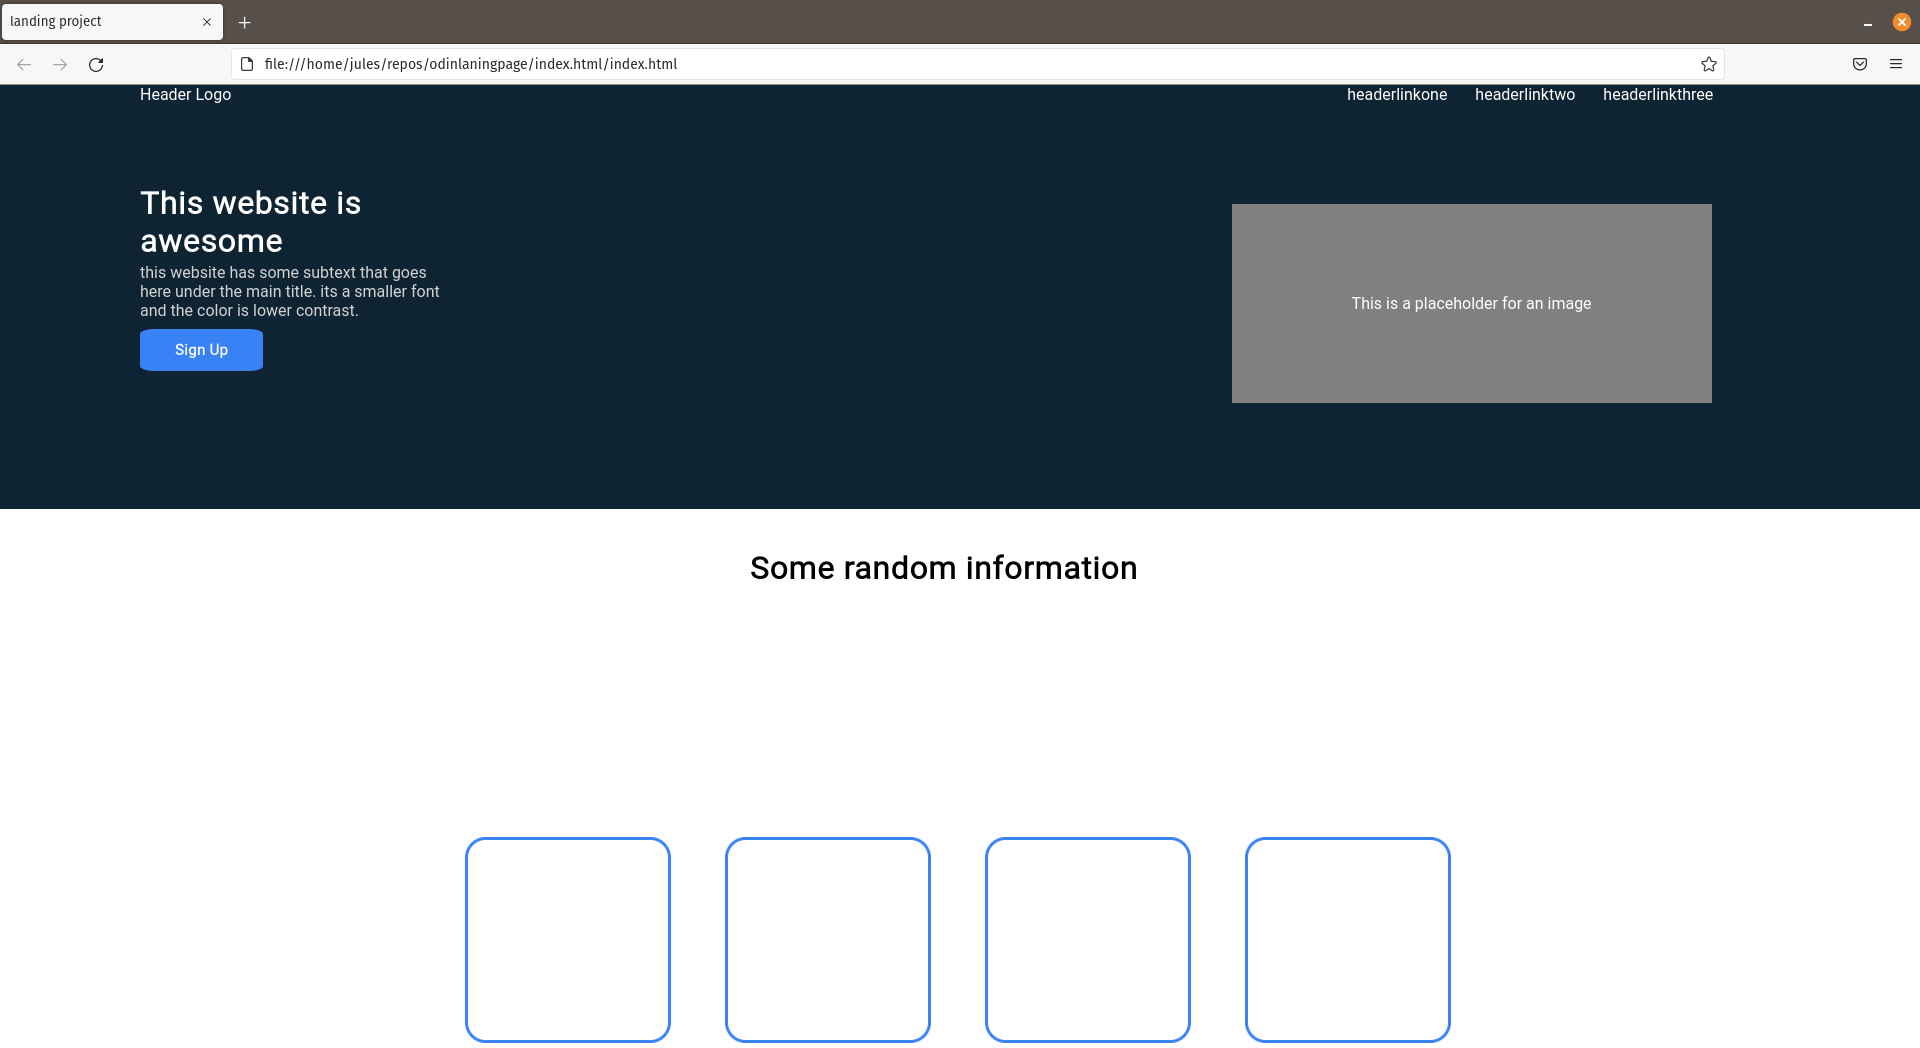 landing project
file:///home/jules/repos/odinlaningpage/index.html/index.html
Header Logo headerlinkone headerlinktwo headerlinkthree
This website is
awesome
this website has some subtext that goes
here under the main title. its a smaller font
and the color is lower contrast.
Sign Up
This is a placeholder for an image
Some random information